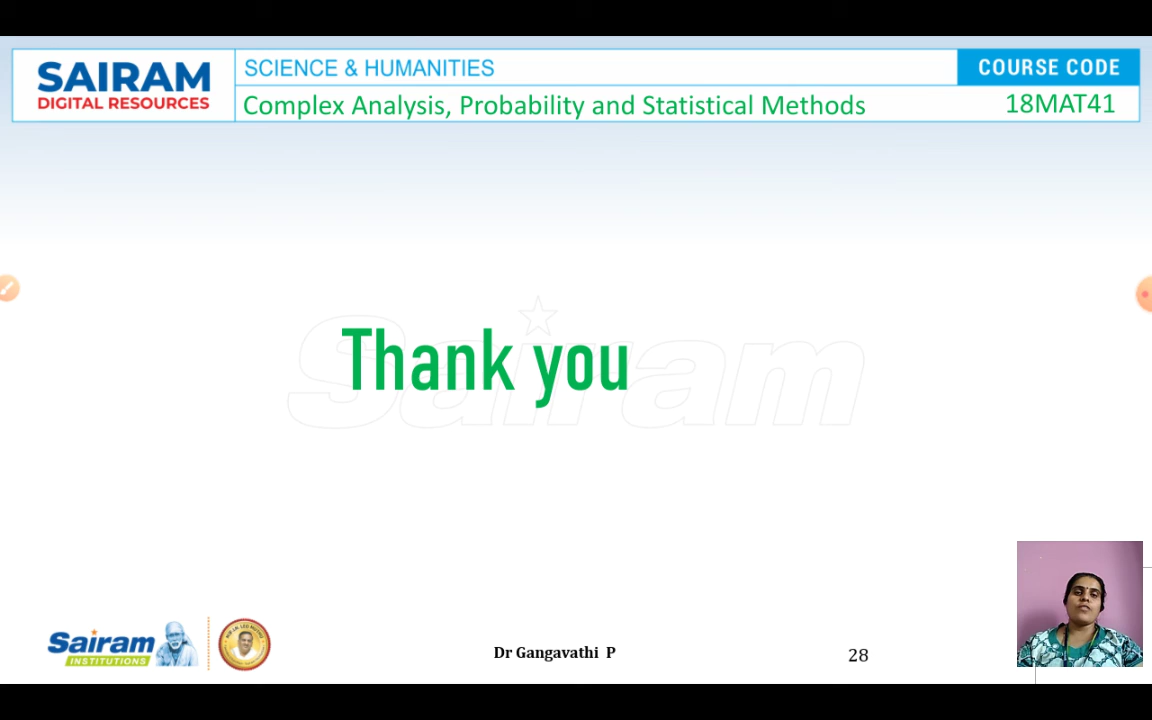 SAIRAM
DIGITAL RESOURCES
SCIENCE & HUMANITIES
COURSE CODE
Complex Analysis, Probability and Statistical Methods
18MAT41
Sairam
Thank you
Sairam
INSTITUTIONS
Dr Gangavathi P
28